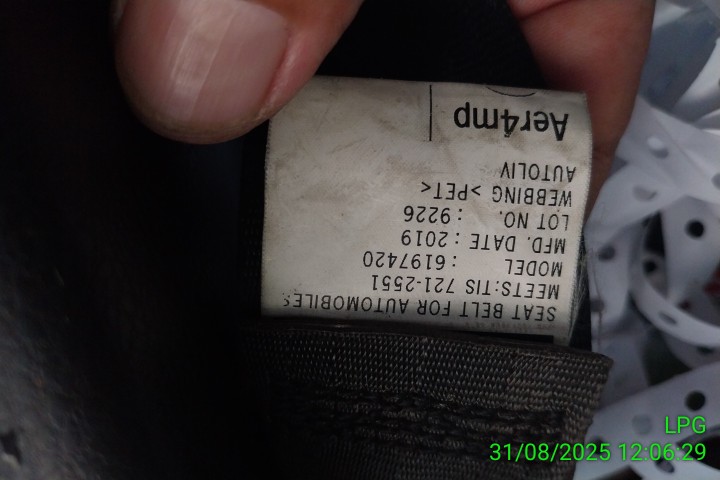 SEAT BELT FOR AUTOMOBILES
MEETS:TIS 721-2551
MODEL : 6197420
MFD. DATE : 2019
LOT NO. : 9226
WEBBING >PET<
AUTOLIV
Aer4mp
LPG
31/08/2025 12:06:29